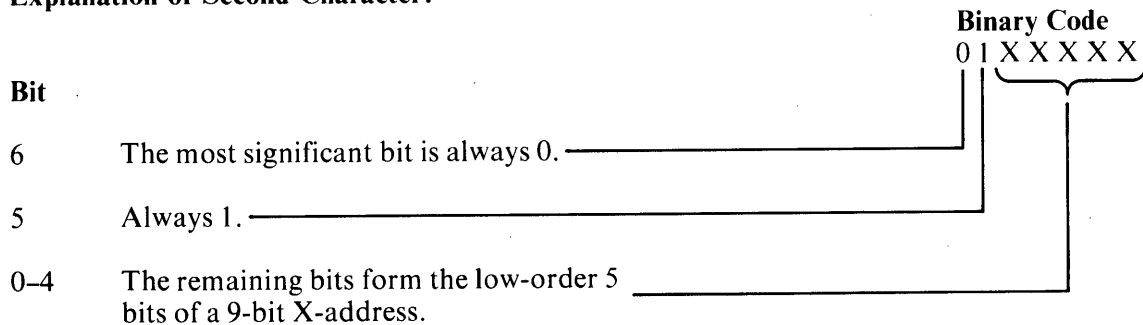 Explanation of Second Character:
Binary Code
0 1 X X X X X
Bit
6 The most significant bit is always 0.
5 Always 1.
0–4 The remaining bits form the low-order 5
bits of a 9-bit X-address.